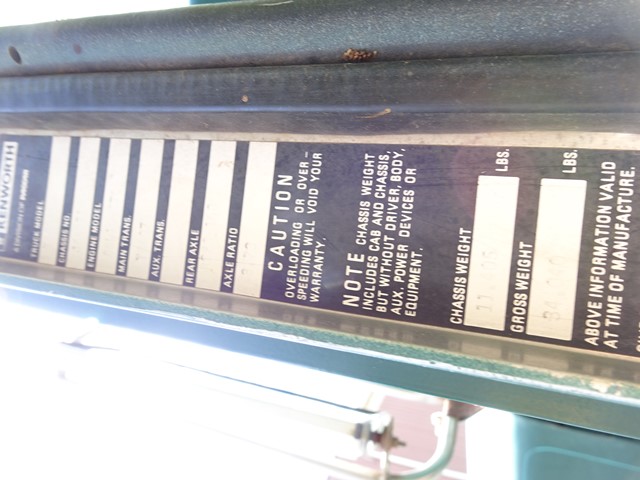 KENWORTH
TRUCK MODEL
CHASSIS NO.
ENGINE MODEL
MAIN TRANS.
AUX. TRANS.
REAR AXLE
AXLE RATIO
CAUTION
OVERLOADING OR OVER-
SPEEDING WILL VOID YOUR
WARRANTY.
NOTE CHASSIS WEIGHT
INCLUDES CAB AND CHASSIS,
BUT WITHOUT DRIVER, BODY,
AUX. POWER DEVICES OR
EQUIPMENT.
CHASSIS WEIGHT LBS.
GROSS WEIGHT LBS.
ABOVE INFORMATION VALID
AT TIME OF MANUFACTURE.